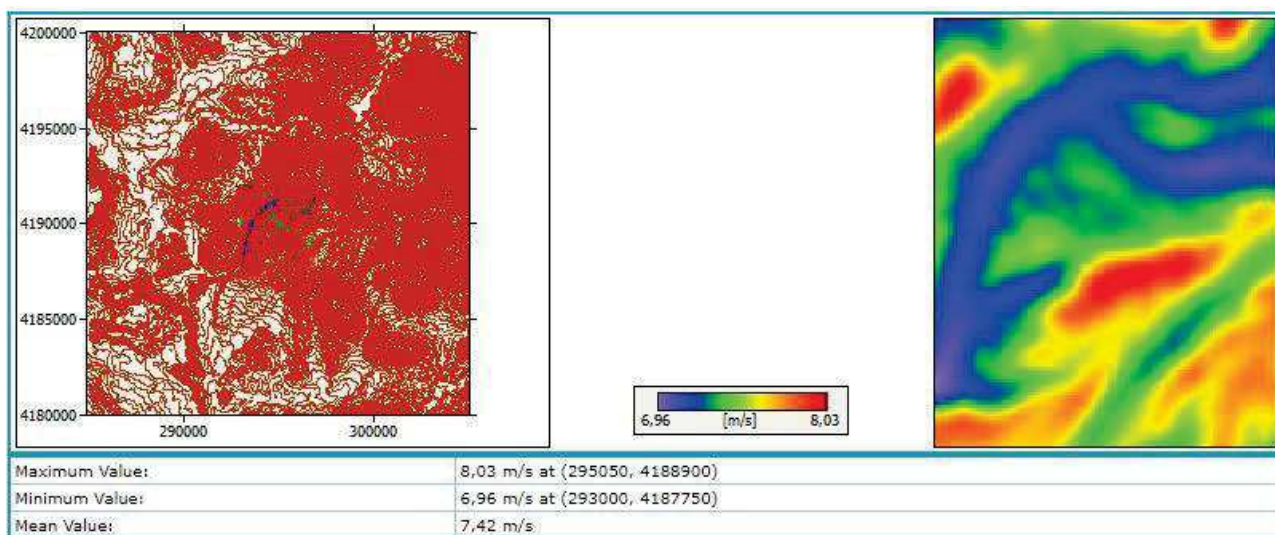 4200000
4195000
4190000
4185000
4180000
290000 300000
6,96 [m/s] 8,03
Maximum Value: 8,03 m/s at (295050, 4188900)
Minimum Value: 6,96 m/s at (293000, 4187750)
Mean Value: 7,42 m/s